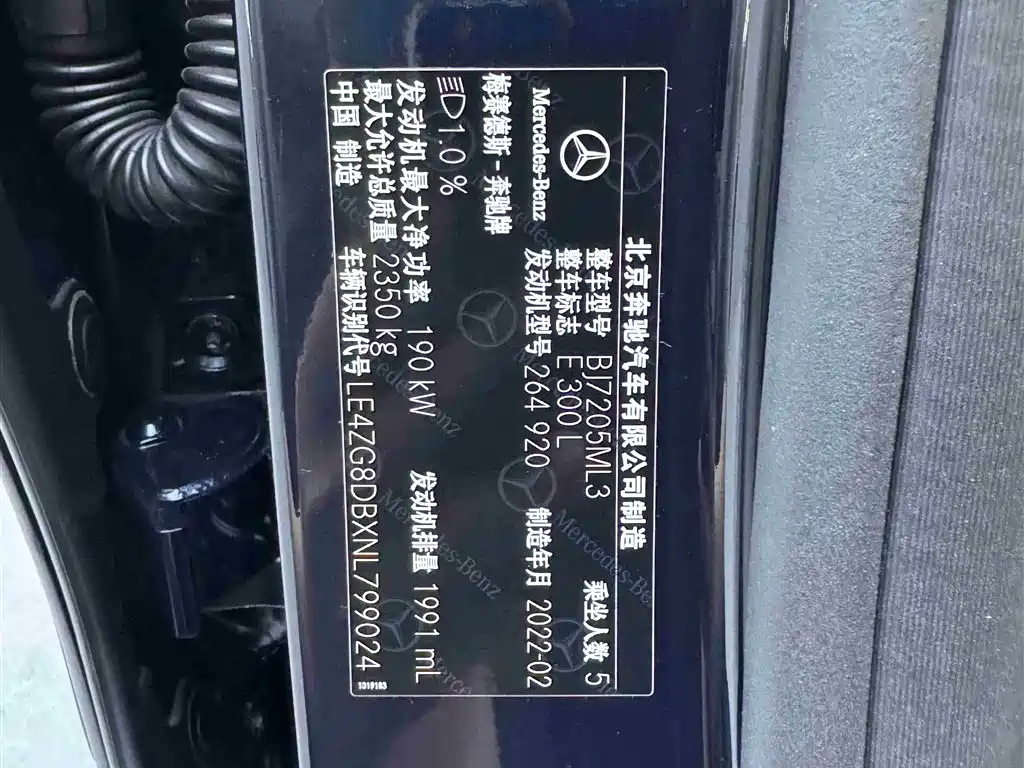 北京奔驰汽车有限公司制造
Mercedes-Benz
整车型号 BJ7205ML3 乘坐人数 5
整车标志 E 300 L
梅赛德斯-奔驰牌 发动机型号 264 920 制造年月 2022-02
1.0 %
发动机最大净功率 190 kW 发动机排量 1991 mL
最大允许总质量 2350 kg
中国 制造 车辆识别代号 LE4ZG8DBXNL799024
1319183